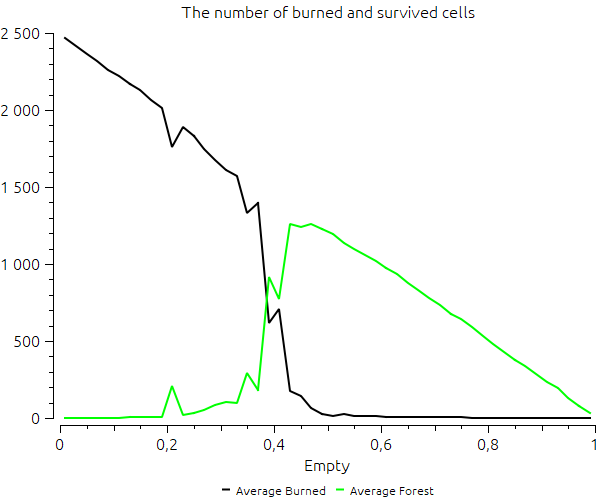 The number of burned and survived cells
2 500
2 000
1 500
1 000
500
0
0 0,2 0,4 0,6 0,8 1
Empty
Average Burned Average Forest